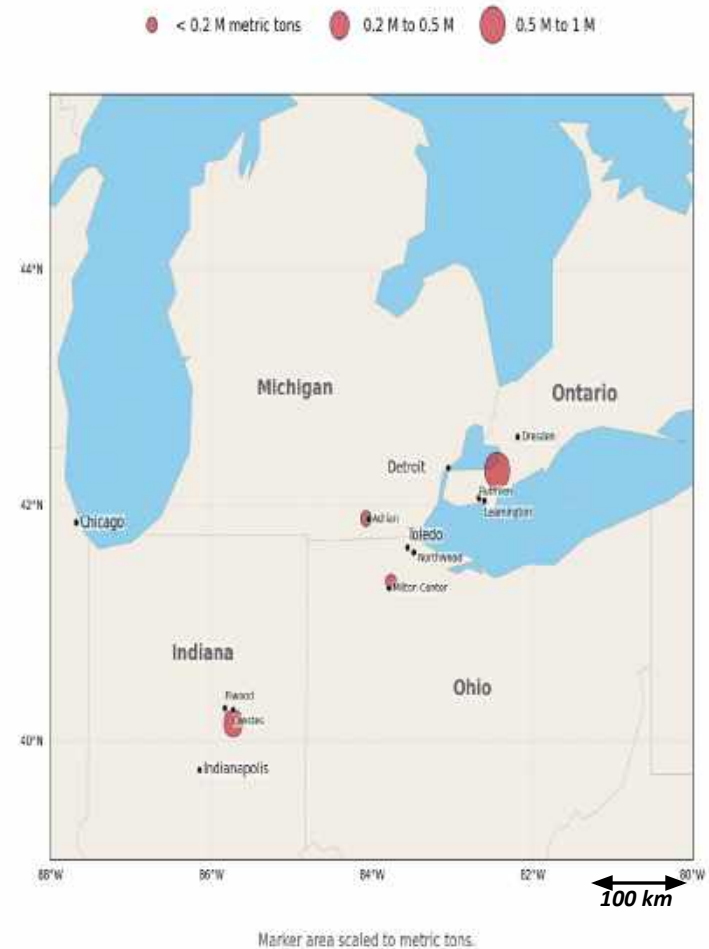 < 0.2 M metric tons 0.2 M to 0.5 M 0.5 M to 1 M
44°N
Michigan
Ontario
Dresden
Detroit
Ruthven
42°N
Leamington
Chicago
Adrian
Toledo
Northwood
Milton Center
Indiana
Ohio
Elwood
Orestes
40°N
Indianapolis
88°W 86°W 84°W 82°W 80°W
100 km
Marker area scaled to metric tons.